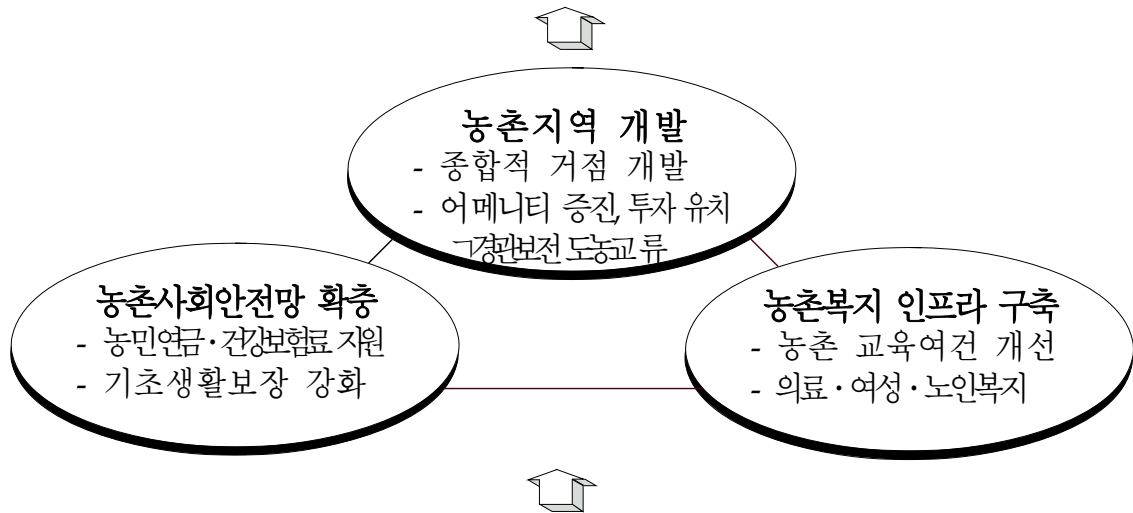 농촌지역 개발
- 종합적 거점 개발
- 어메니티 증진, 투자 유치
경관보전 도농교류
농촌사회안전망 확충
- 농민연금·건강보험료 지원
- 기초생활보장 강화
농촌복지 인프라 구축
- 농촌 교육여건 개선
- 의료·여성·노인복지